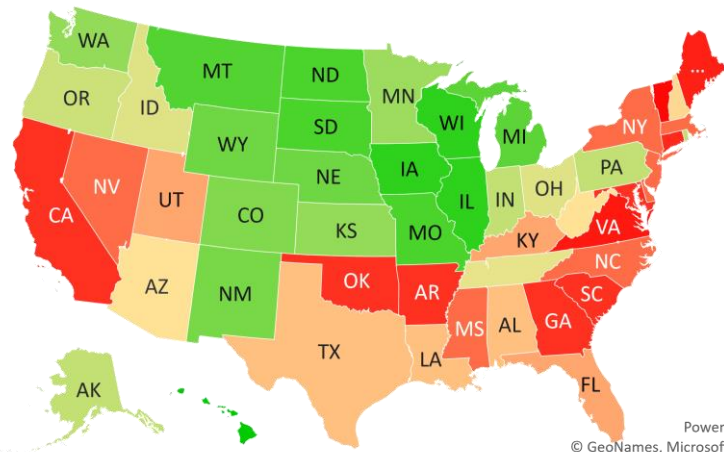 WA
MT
ND
MN
...
OR
ID
SD
WI
MI
NY
WY
IA
PA
NE
IL
IN
OH
NV
UT
CA
CO
KS
MO
KY
VA
NC
AZ
NM
OK
AR
SC
MS
AL
GA
TX
LA
AK
FL
Power
© GeoNames, Microsof